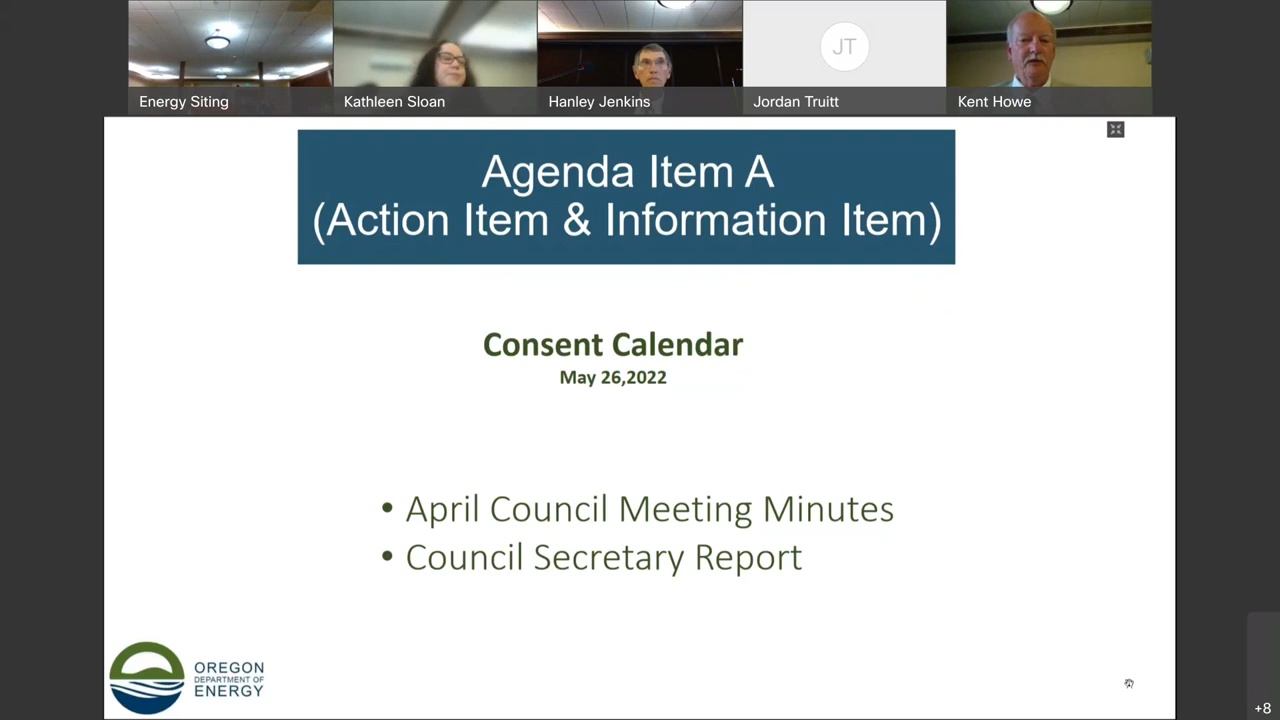 JT
Energy Siting
Kathleen Sloan
Hanley Jenkins
Jordan Truitt
Kent Howe
Agenda Item A
(Action Item & Information Item)
Consent Calendar
May 26,2022
• April Council Meeting Minutes
• Council Secretary Report
OREGON
DEPARTMENT OF
ENERGY
+8